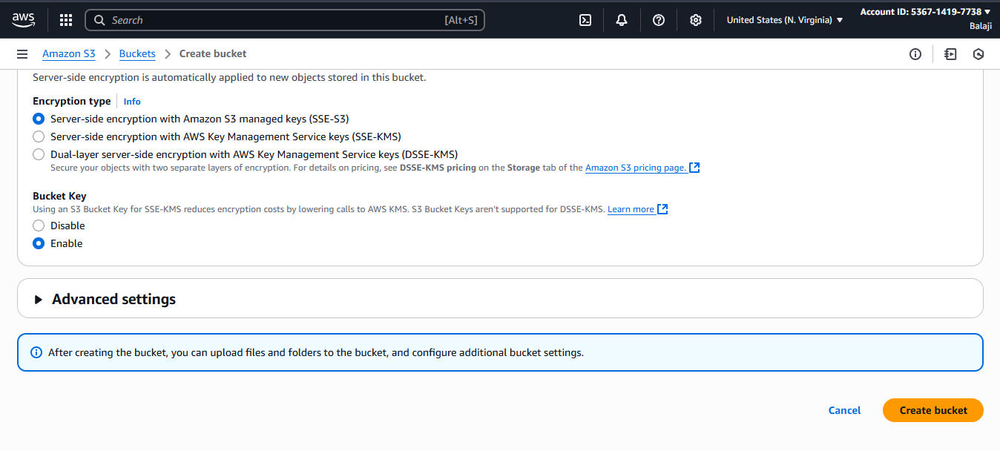 aws
Search [Alt+S]
United States (N. Virginia)
Account ID: 5367-1419-7738
Balaji
Amazon S3 > Buckets > Create bucket
Server-side encryption is automatically applied to new objects stored in this bucket.
Encryption type | Info
Server-side encryption with Amazon S3 managed keys (SSE-S3)
Server-side encryption with AWS Key Management Service keys (SSE-KMS)
Dual-layer server-side encryption with AWS Key Management Service keys (DSSE-KMS)
Secure your objects with two separate layers of encryption. For details on pricing, see DSSE-KMS pricing on the Storage tab of the Amazon S3 pricing page.
Bucket Key
Using an S3 Bucket Key for SSE-KMS reduces encryption costs by lowering calls to AWS KMS. S3 Bucket Keys aren't supported for DSSE-KMS. Learn more
Disable
Enable
Advanced settings
After creating the bucket, you can upload files and folders to the bucket, and configure additional bucket settings.
Cancel
Create bucket